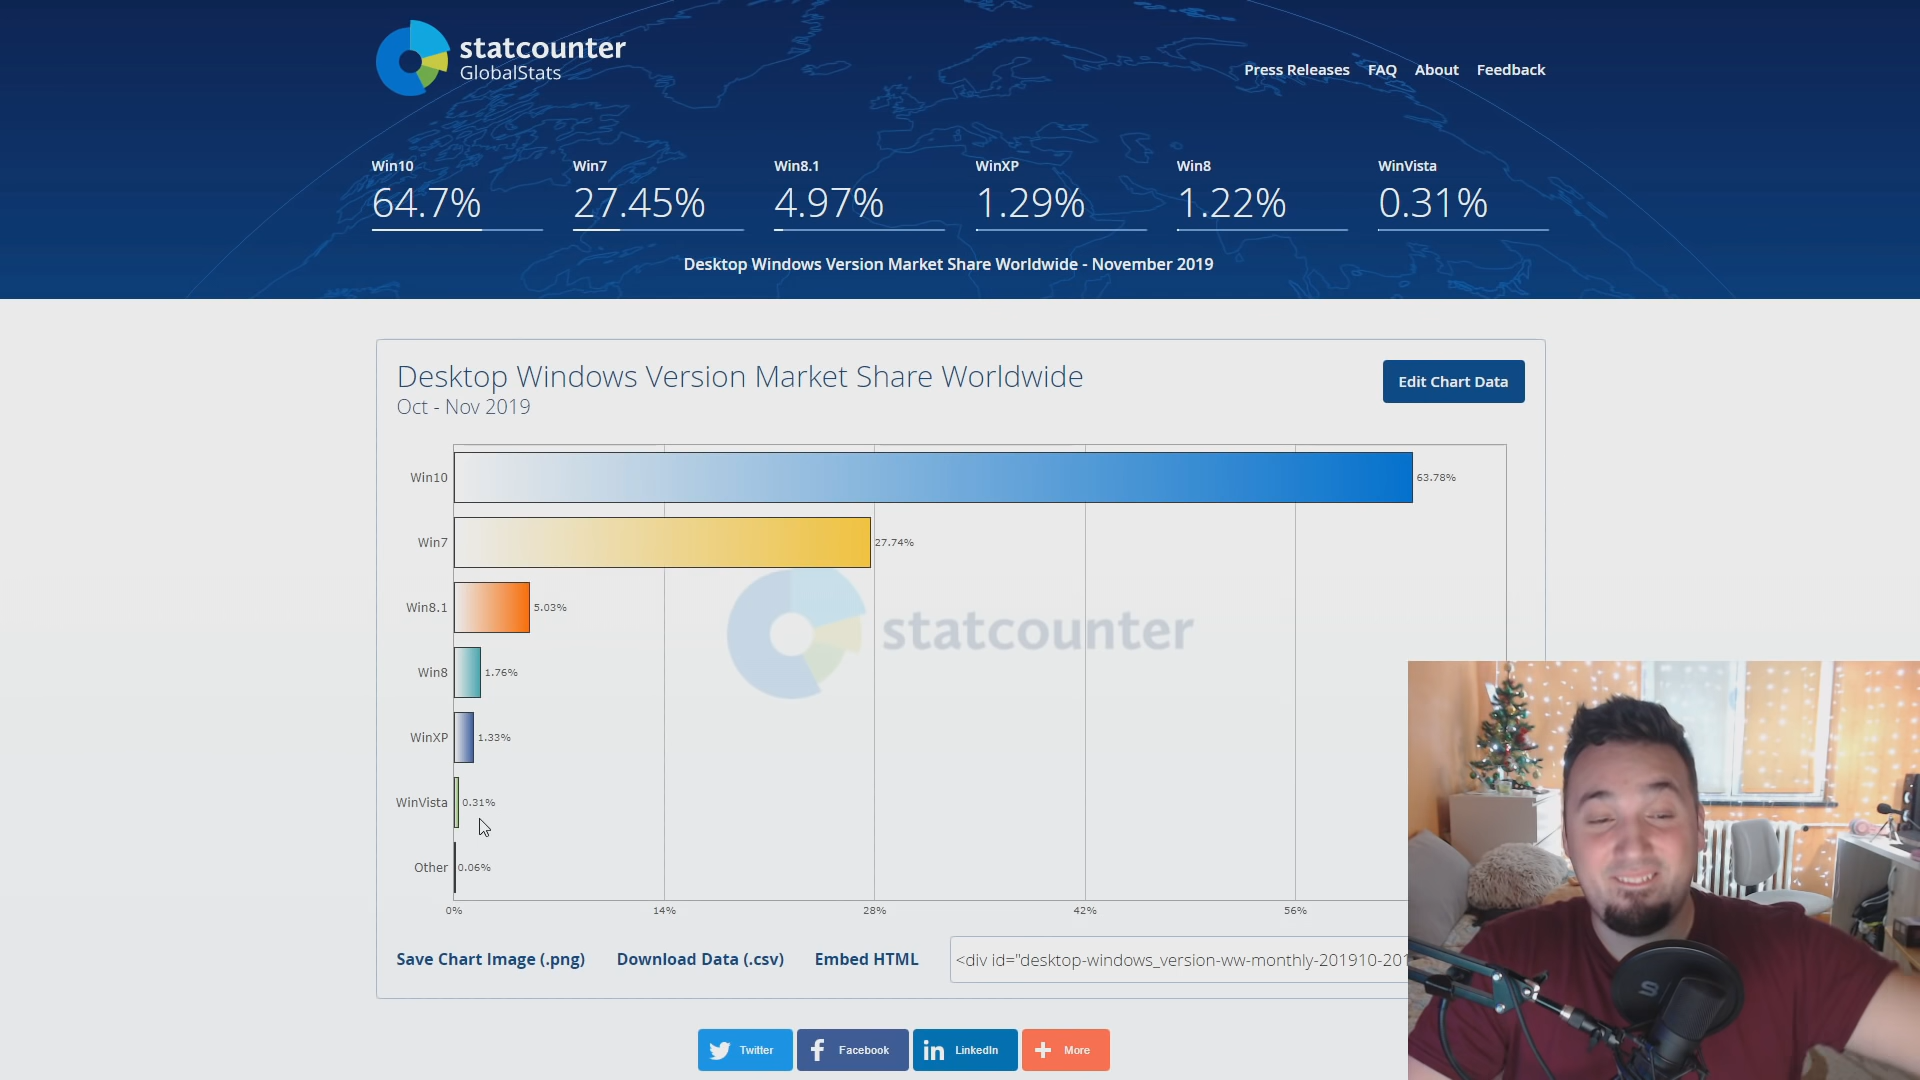 statcounter
GlobalStats
Press Releases FAQ About Feedback
Win10 Win7 Win8.1 WinXP Win8 WinVista
64.7% 27.45% 4.97% 1.29% 1.22% 0.31%
Desktop Windows Version Market Share Worldwide - November 2019
Desktop Windows Version Market Share Worldwide
Oct - Nov 2019
Edit Chart Data
Win10 63.78%
Win7 27.74%
Win8.1 5.03%
statcounter
Win8 1.76%
WinXP 1.33%
WinVista 0.31%
Other 0.06%
0% 14% 28% 42% 56%
Save Chart Image (.png) Download Data (.csv) Embed HTML <div id="desktop-windows_version-ww-monthly-201910-201
Twitter Facebook LinkedIn More
S